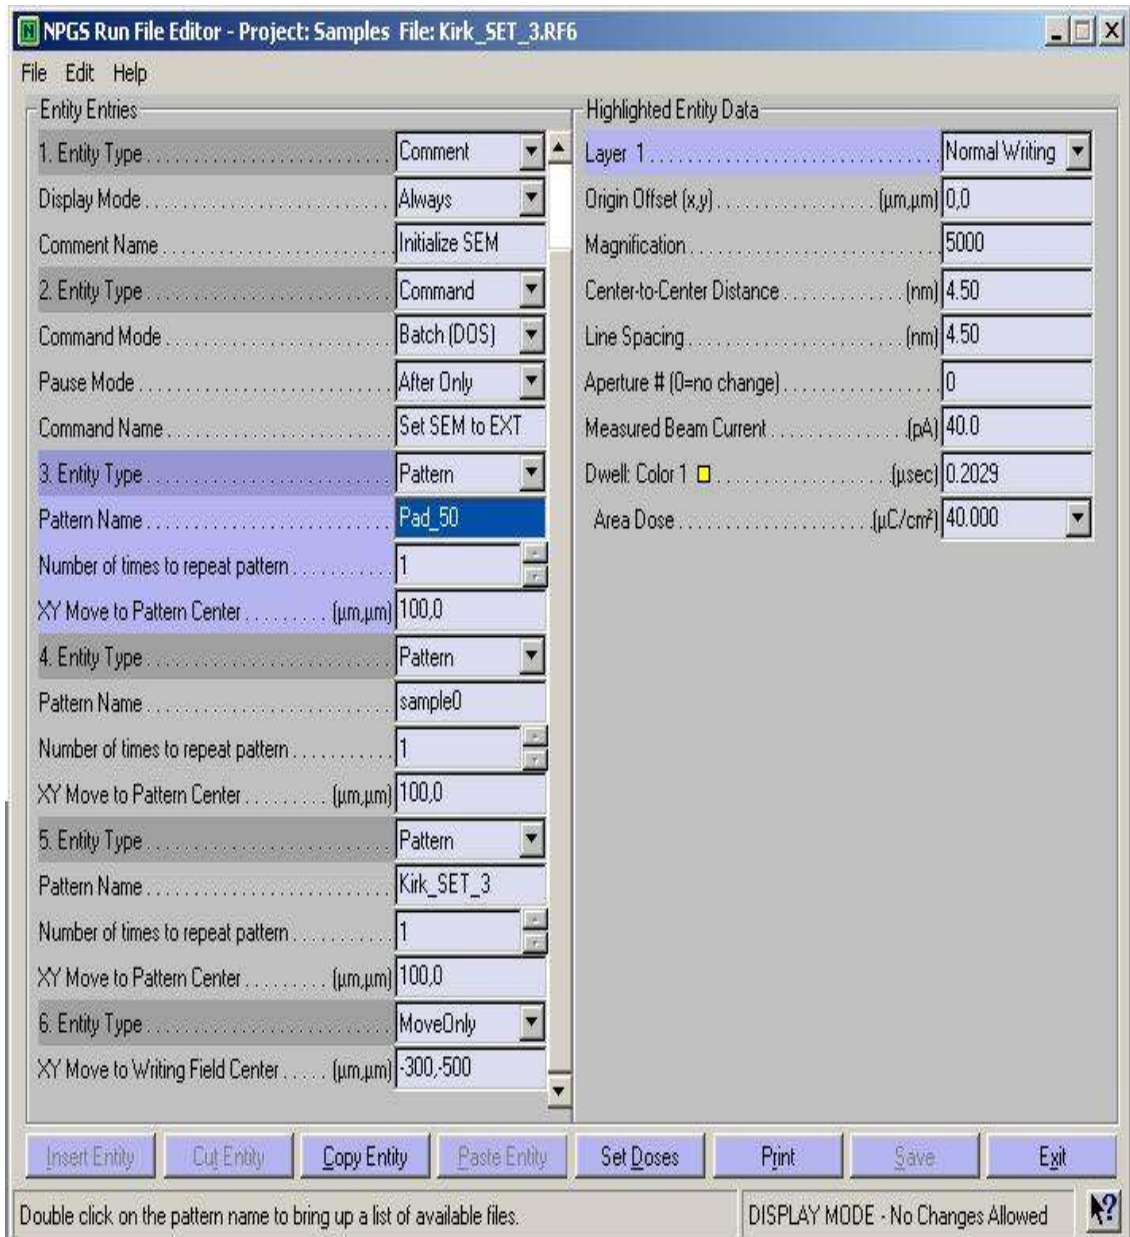 NPGS Run File Editor - Project: Samples File: Kirk_SET_3.RF6
File Edit Help
Entity Entries
1. Entity Type Comment
Display Mode Always
Comment Name Initialize SEM
2. Entity Type Command
Command Mode Batch (DOS)
Pause Mode After Only
Command Name Set SEM to EXT
3. Entity Type Pattern
Pattern Name Pad_50
Number of times to repeat pattern 1
XY Move to Pattern Center (µm,µm) 100,0
4. Entity Type Pattern
Pattern Name sample0
Number of times to repeat pattern 1
XY Move to Pattern Center (µm,µm) 100,0
5. Entity Type Pattern
Pattern Name Kirk_SET_3
Number of times to repeat pattern 1
XY Move to Pattern Center (µm,µm) 100,0
6. Entity Type MoveOnly
XY Move to Writing Field Center (µm,µm) -300,-500
Highlighted Entity Data
Layer 1 Normal Writing
Origin Offset (x,y) (µm,µm) 0,0
Magnification 5000
Center-to-Center Distance (nm) 4.50
Line Spacing (nm) 4.50
Aperture # (0=no change) 0
Measured Beam Current (pA) 40.0
Dwell: Color 1 (µsec) 0.2029
Area Dose (µC/cm²) 40.000
Insert Entity Cut Entity Copy Entity Paste Entity Set Doses Print Save Exit
Double click on the pattern name to bring up a list of available files. DISPLAY MODE - No Changes Allowed